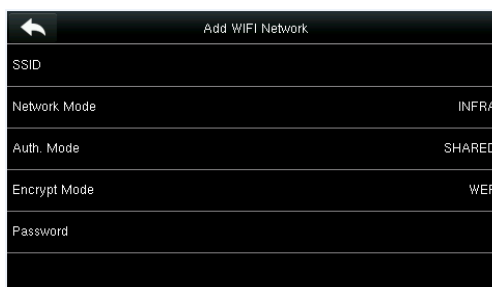 Add WIFI Network
SSID
Network Mode INFRA
Auth. Mode SHARED
Encrypt Mode WEP
Password